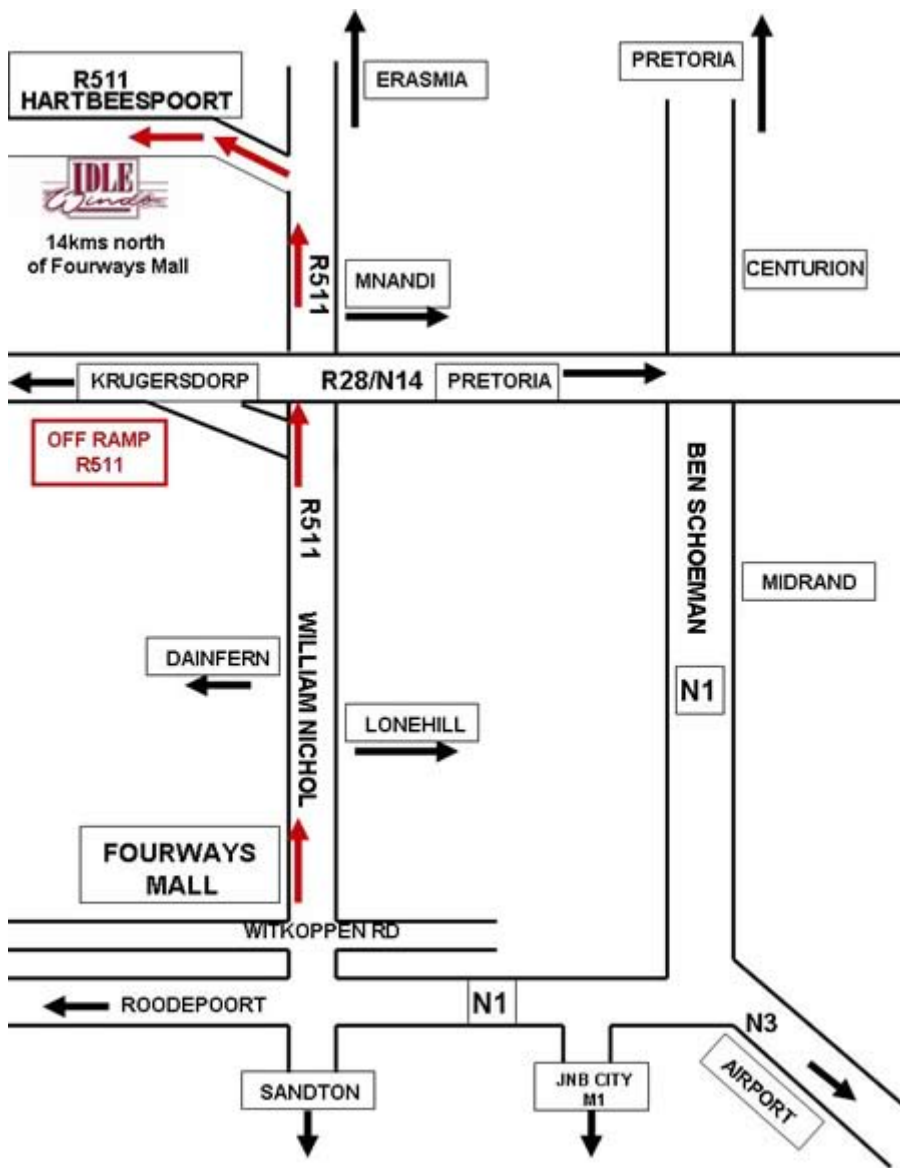 PRETORIA
R511
HARTBEESPOORT
ERASMIA
IDLE
Winds
14kms north
of Fourways Mall
R511
MNANDI
CENTURION
KRUGERSDORP
R28/N14
PRETORIA
OFF RAMP
R511
R511
BEN SCHOEMAN
MIDRAND
WILLIAM NICHOL
DAINFERN
N1
LONEHILL
FOURWAYS
MALL
WITKOPPEN RD
ROODEPOORT
N1
N3
SANDTON
JNB CITY
M1
AIRPORT